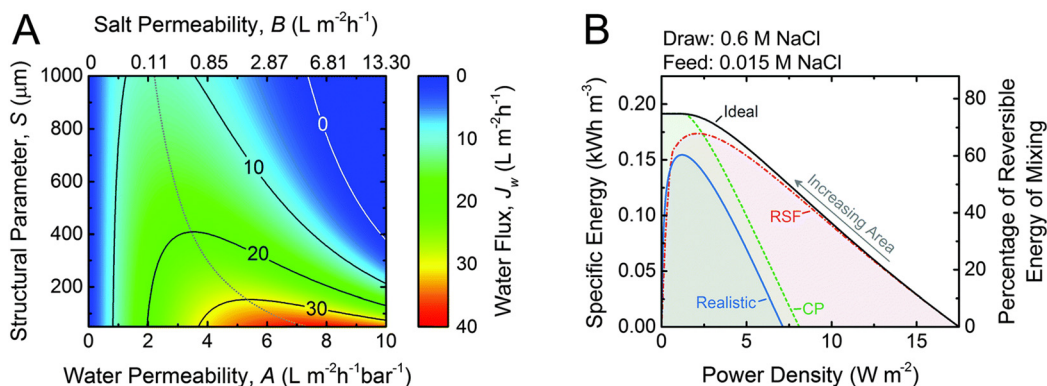 A
Salt Permeability, B (L m⁻²h⁻¹)
0 0.11 0.85 2.87 6.81 13.30
Structural Parameter, S (µm)
1000
800
600
400
200
0
10
20
30
0 2 4 6 8 10
Water Permeability, A (L m⁻²h⁻¹bar⁻¹)
0
10
20
30
40
Water Flux, Jw (L m⁻²h⁻¹)
B
Draw: 0.6 M NaCl
Feed: 0.015 M NaCl
Specific Energy (kWh m⁻³)
0.20
0.15
0.10
0.05
0.00
Ideal
Increasing Area
RSF
Realistic
CP
80
60
40
20
0
Percentage of Reversible
Energy of Mixing
0 5 10 15
Power Density (W m⁻²)